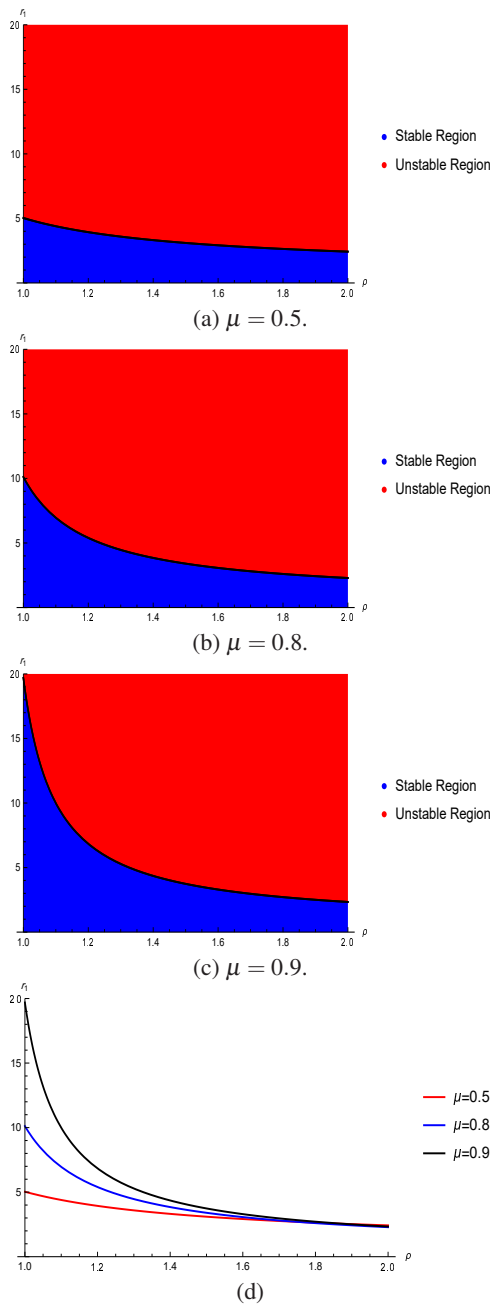 r1
20
15
10
5
1.0 1.2 1.4 1.6 1.8 2.0 ρ
Stable Region
Unstable Region
(a) μ = 0.5.
r1
20
15
10
5
1.0 1.2 1.4 1.6 1.8 2.0 ρ
Stable Region
Unstable Region
(b) μ = 0.8.
r1
20
15
10
5
1.0 1.2 1.4 1.6 1.8 2.0 ρ
Stable Region
Unstable Region
(c) μ = 0.9.
r1
20
15
10
5
1.0 1.2 1.4 1.6 1.8 2.0 ρ
μ=0.5
μ=0.8
μ=0.9
(d)